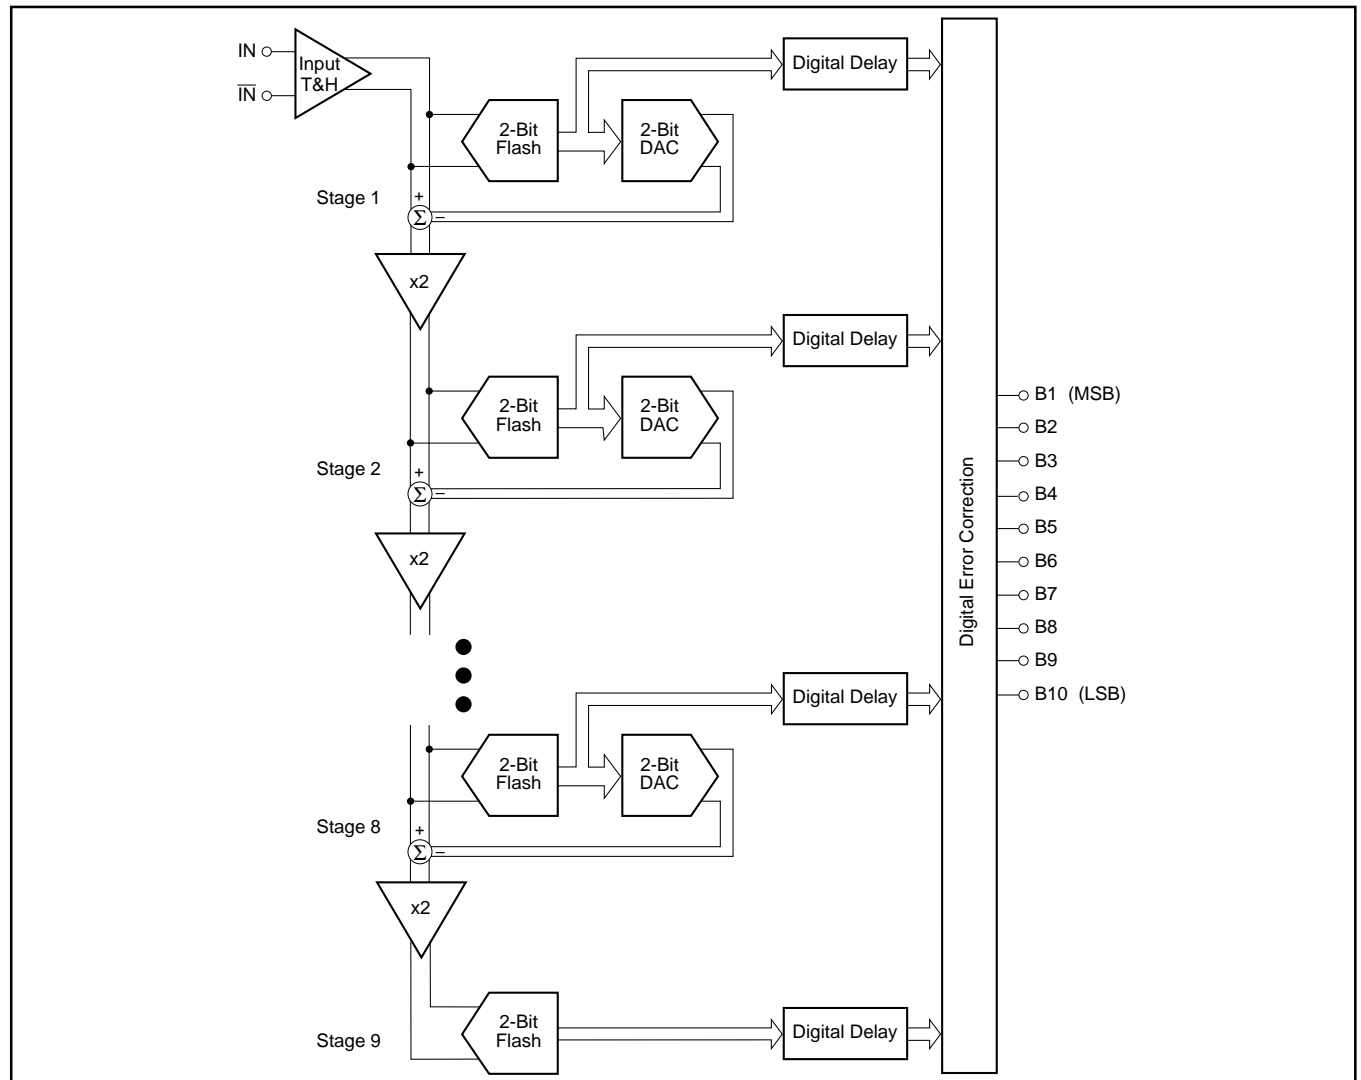 IN
Input
T&H
IN
Digital Delay
2-Bit
Flash
2-Bit
DAC
Stage 1
+
Σ
–
x2
Digital Delay
2-Bit
Flash
2-Bit
DAC
Stage 2
+
Σ
–
x2
Digital Error Correction
B1 (MSB)
B2
B3
B4
B5
B6
B7
B8
B9
B10 (LSB)
Digital Delay
2-Bit
Flash
2-Bit
DAC
Stage 8
+
Σ
–
x2
2-Bit
Flash
Digital Delay
Stage 9